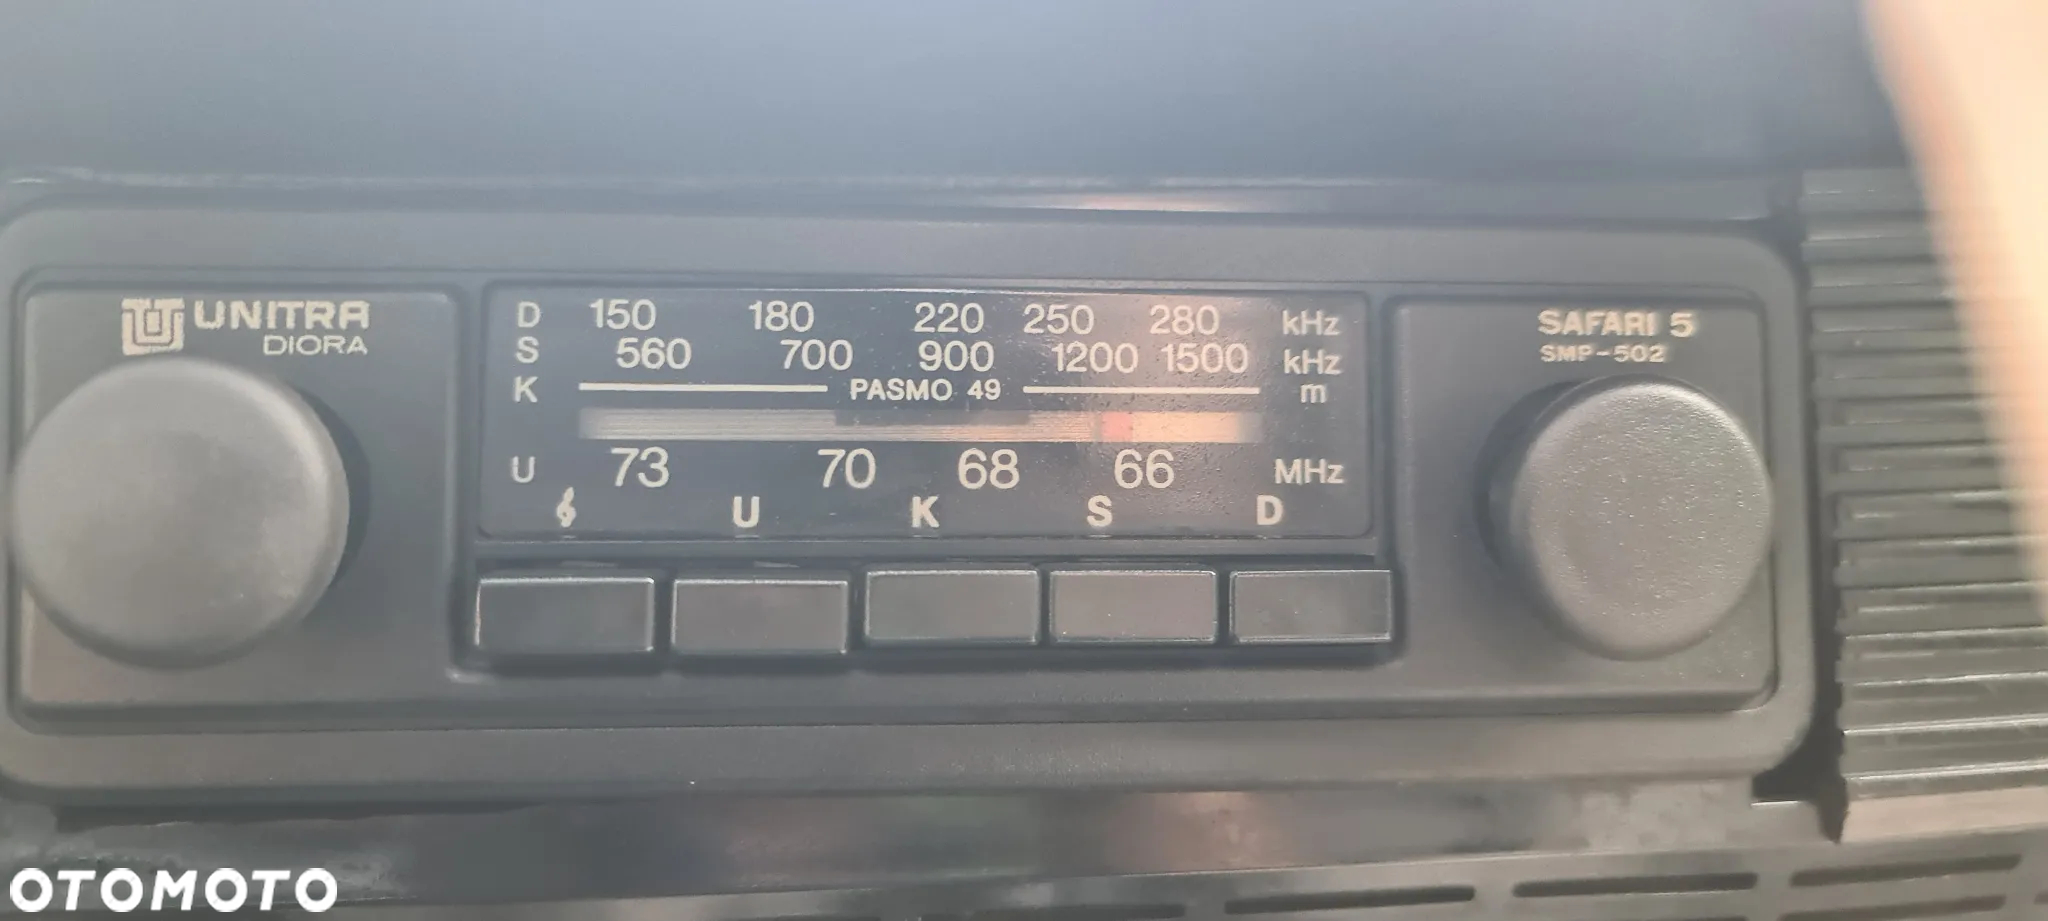 UNITRA
DIORA
D 150 180 220 250 280 kHz
S 560 700 900 1200 1500 kHz
K PASMO 49 m
U 73 70 68 66 MHz
U K S D
SAFARI 5
SMP-502
OTOMOTO